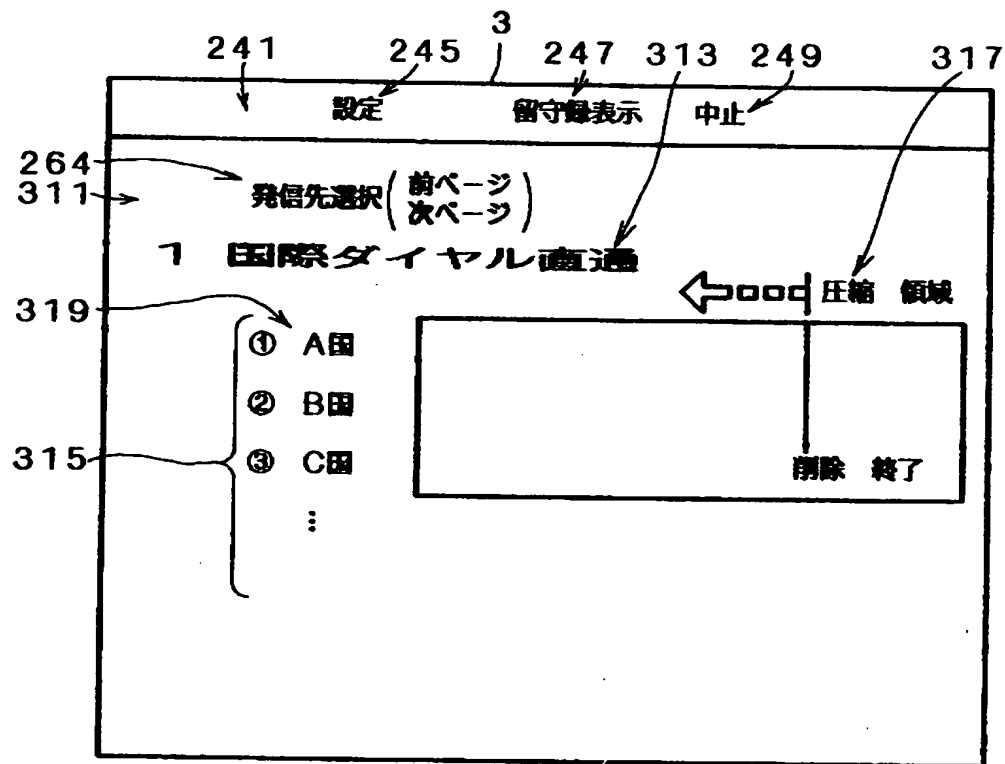 3
241 245 247 313 249 317
設定 留守録表示 中止
264
311
発信先選択(前ページ
次ページ)
1 国際ダイヤル直通
圧縮 領域
319
① A国
② B国
315
③ C国
削除 終了
⋮